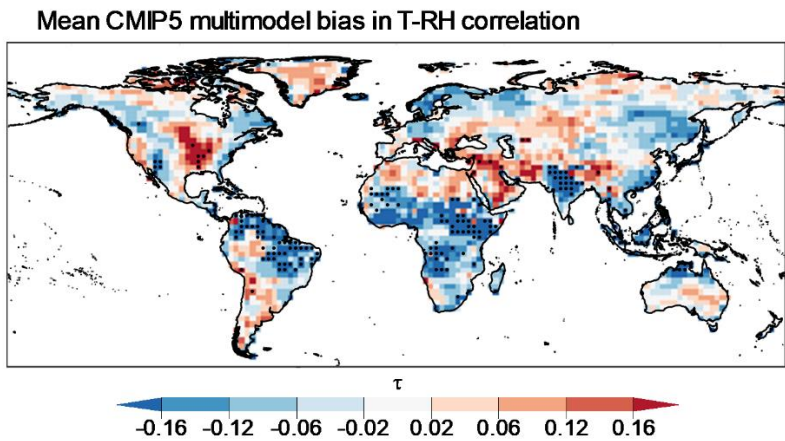 Mean CMIP5 multimodel bias in T-RH correlation
τ
-0.16 -0.12 -0.06 -0.02 0.02 0.06 0.12 0.16